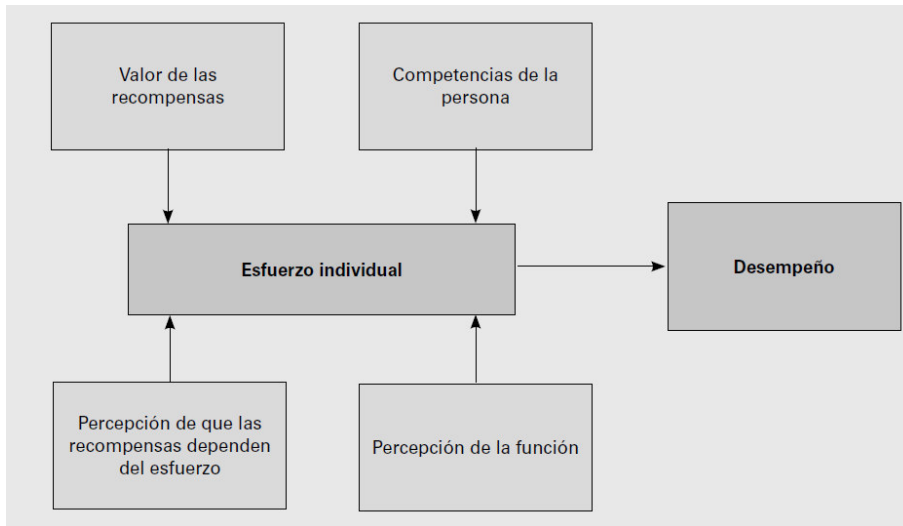 Valor de las
recompensas
Competencias de la
persona
Esfuerzo individual
Desempeño
Percepción de que las
recompensas dependen
del esfuerzo
Percepción de la función